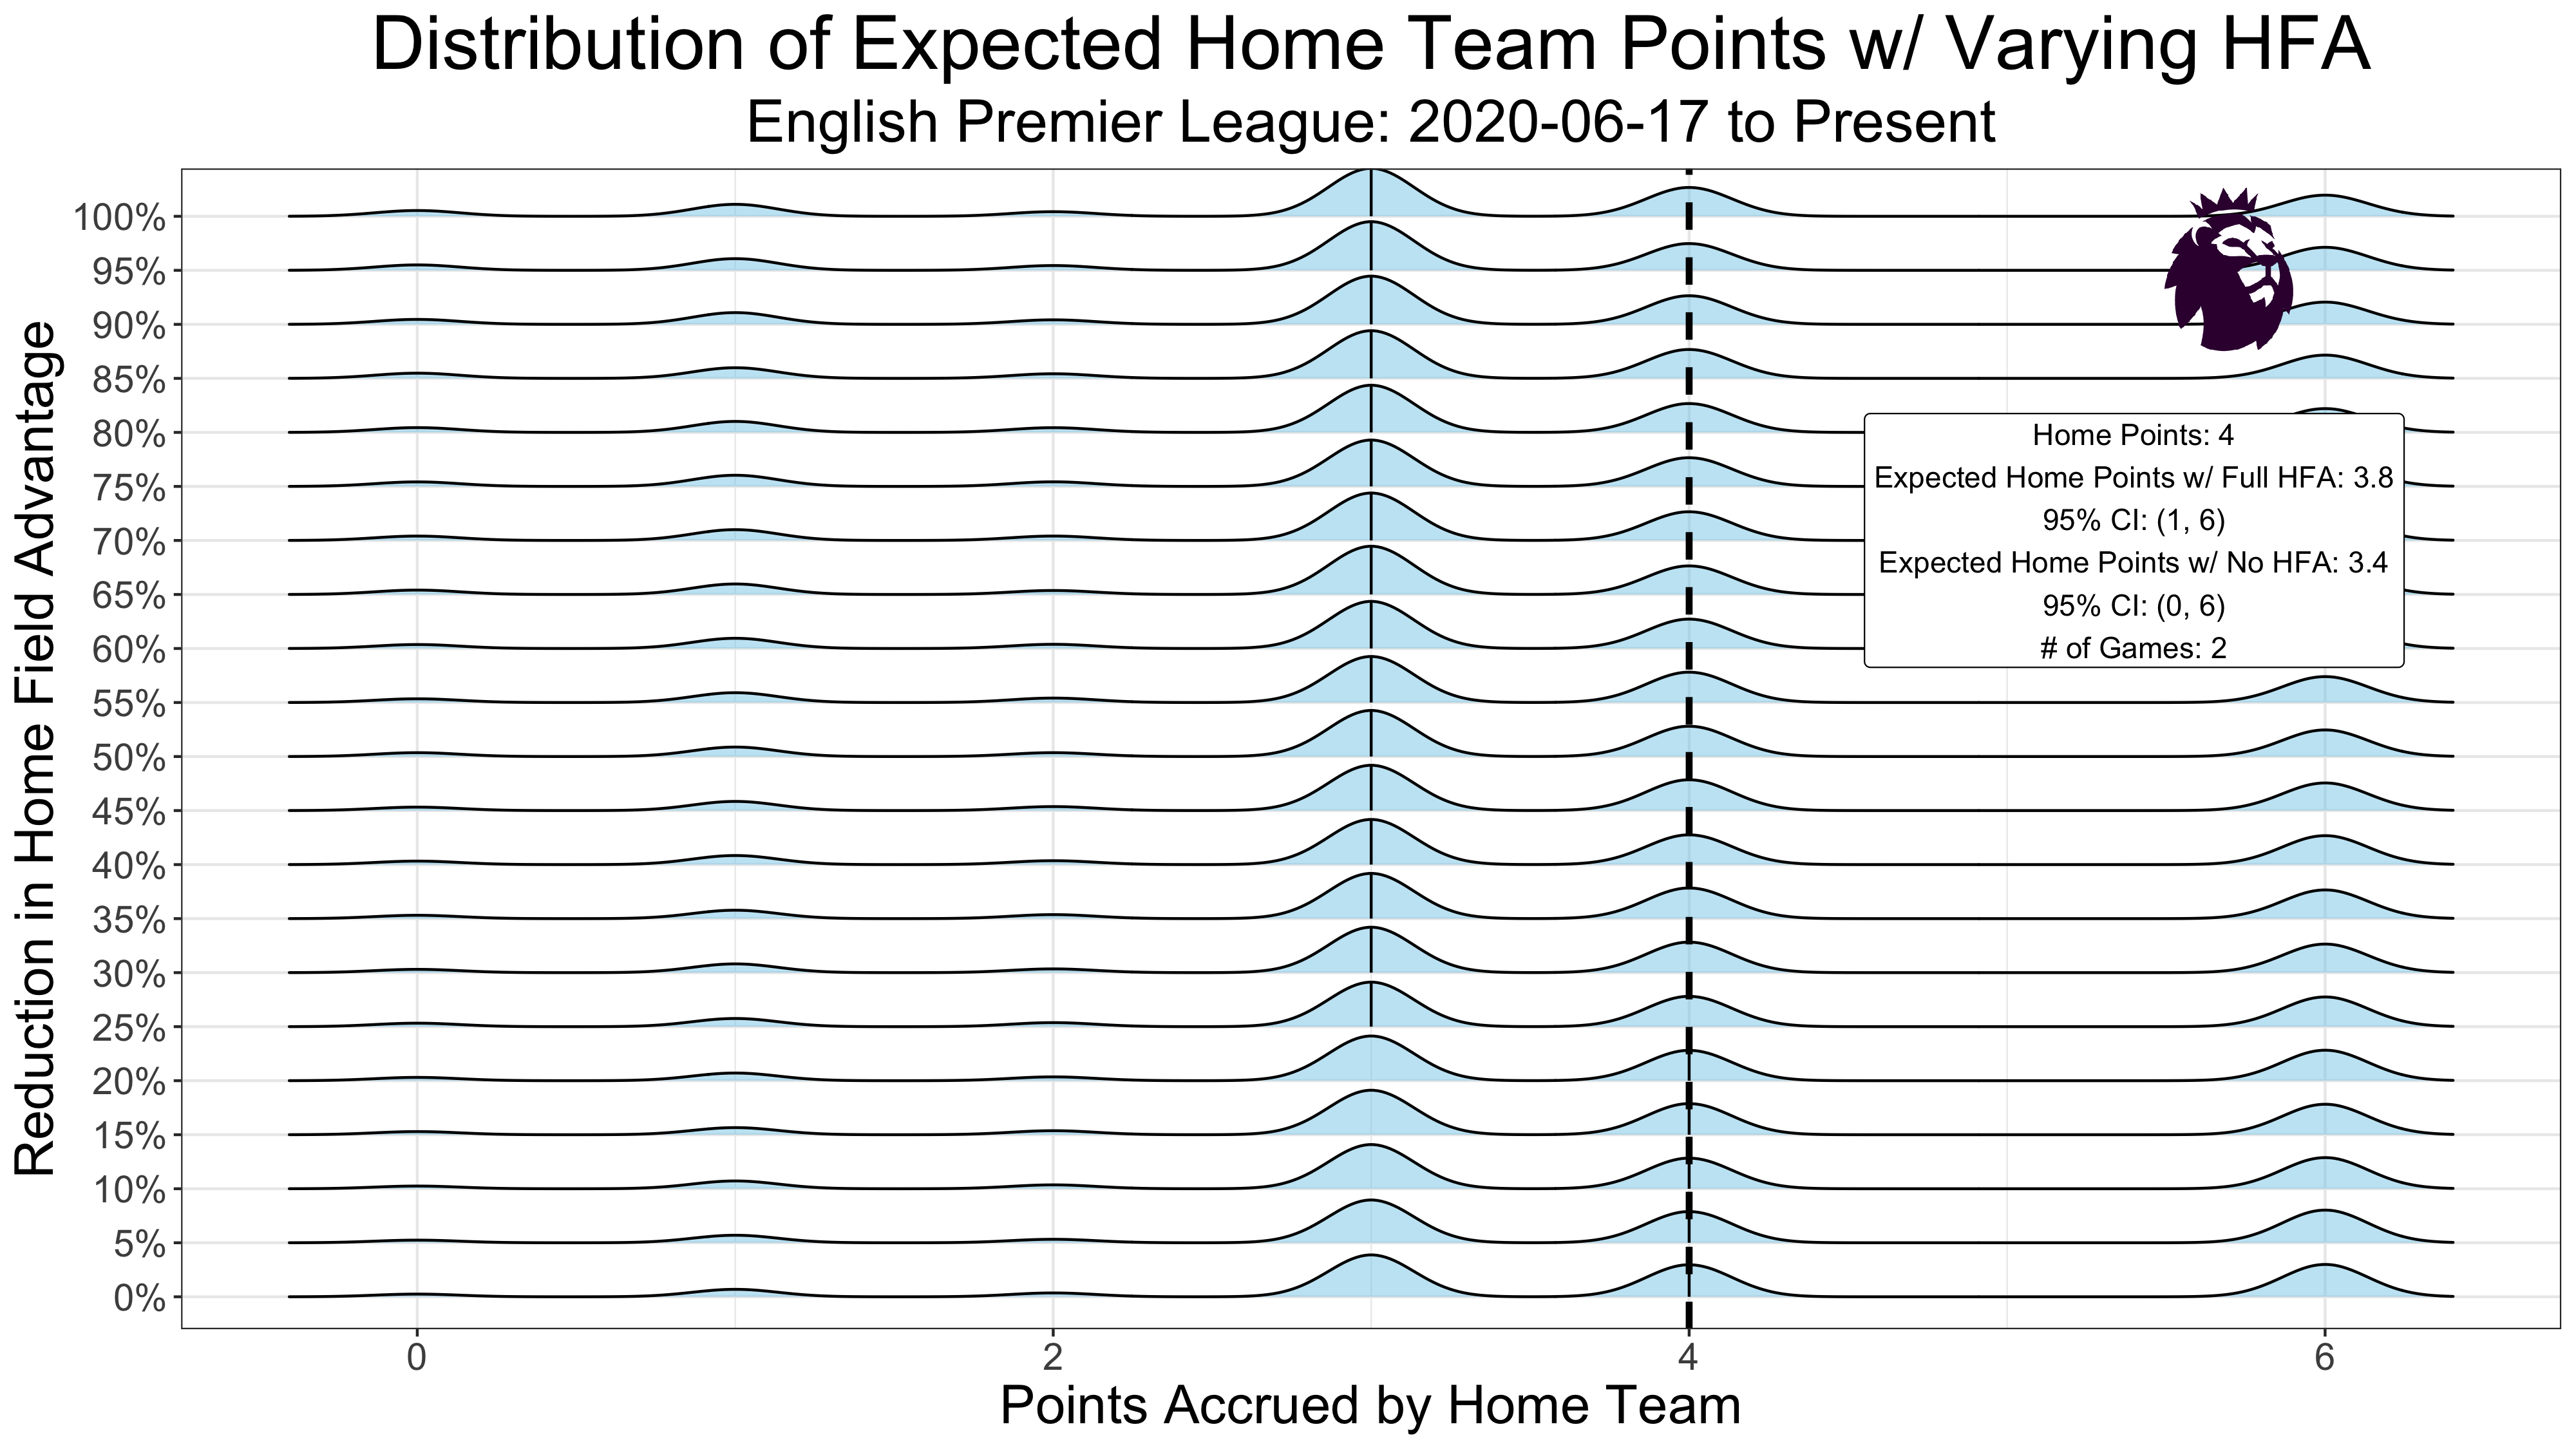 Distribution of Expected Home Team Points w/ Varying HFA
English Premier League: 2020-06-17 to Present
Reduction in Home Field Advantage
100%
95%
90%
85%
80%
75%
70%
65%
60%
55%
50%
45%
40%
35%
30%
25%
20%
15%
10%
5%
0%
Home Points: 4
Expected Home Points w/ Full HFA: 3.8
95% CI: (1, 6)
Expected Home Points w/ No HFA: 3.4
95% CI: (0, 6)
# of Games: 2
0 2 4 6
Points Accrued by Home Team